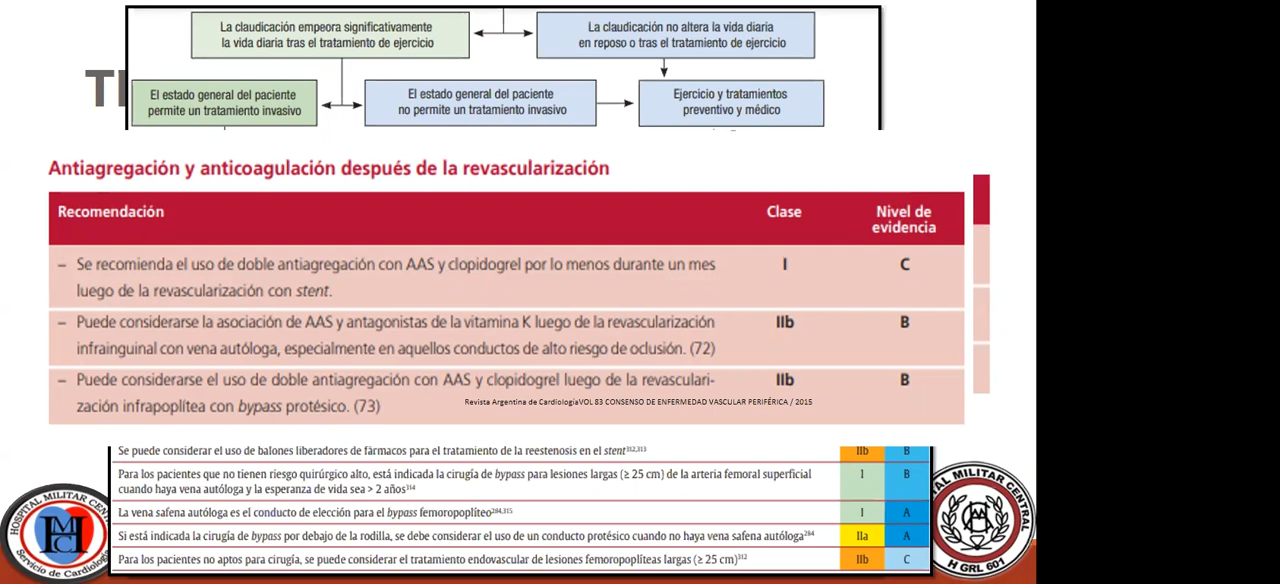 La claudicación empeora significativamente
la vida diaria tras el tratamiento de ejercicio
La claudicación no altera la vida diaria
en reposo o tras el tratamiento de ejercicio
El estado general del paciente
permite un tratamiento invasivo
El estado general del paciente
no permite un tratamiento invasivo
Ejercicio y tratamientos
preventivo y médico
Antiagregación y anticoagulación después de la revascularización
Recomendación Clase Nivel de
evidencia
– Se recomienda el uso de doble antiagregación con AAS y clopidogrel por lo menos durante un mes I C
luego de la revascularización con stent.
– Puede considerarse la asociación de AAS y antagonistas de la vitamina K luego de la revascularización IIb B
infrainguinal con vena autóloga, especialmente en aquellos conductos de alto riesgo de oclusión. (72)
– Puede considerarse el uso de doble antiagregación con AAS y clopidogrel luego de la revasculari- IIb B
zación infrapoplítea con bypass protésico. (73)
Revista Argentina de CardiologíaVOL 83 CONSENSO DE ENFERMEDAD VASCULAR PERIFÉRICA / 2015
Se puede considerar el uso de balones liberadores de fármacos para el tratamiento de la reestenosis en el stent312,313 IIb B
Para los pacientes que no tienen riesgo quirúrgico alto, está indicada la cirugía de bypass para lesiones largas (≥ 25 cm) de la arteria femoral superficial I B
cuando haya vena autóloga y la esperanza de vida sea > 2 años314
La vena safena autóloga es el conducto de elección para el bypass femoropoplíteo284,315 I A
Si está indicada la cirugía de bypass por debajo de la rodilla, se debe considerar el uso de un conducto protésico cuando no haya vena safena autóloga284 IIa A
Para los pacientes no aptos para cirugía, se puede considerar el tratamiento endovascular de lesiones femoropoplíteas largas (≥ 25 cm)312 IIb C
HOSPITAL MILITAR
HMC
Servicio de Cardiología
MILITAR CENTRAL
H GRL 601